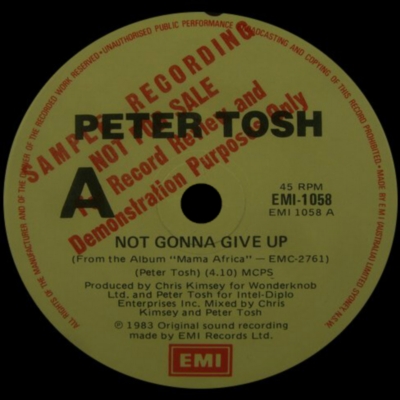 ALL RIGHTS OF THE MANUFACTURER AND OF THE OWNER OF THE RECORDED WORK RESERVED • UNAUTHORISED PUBLIC PERFORMANCE BROADCASTING AND COPYING OF THIS RECORD PROHIBITED • MADE BY EMI (AUSTRALIA) LIMITED SYDNEY, N.S.W.
SAMPLE RECORDING
NOT FOR SALE
For Record Review and
Demonstration Purposes Only
PETER TOSH
A
45 RPM
EMI-1058
EMI 1058 A
NOT GONNA GIVE UP
(From the Album "Mama Africa" — EMC-2761)
(Peter Tosh) (4.10) MCPS
Produced by Chris Kimsey for Wonderknob
Ltd, and Peter Tosh for Intel-Diplo
Enterprises Inc. Mixed by Chris
Kimsey and Peter Tosh
℗ 1983 Original sound recording
made by EMI Records Ltd.
EMI